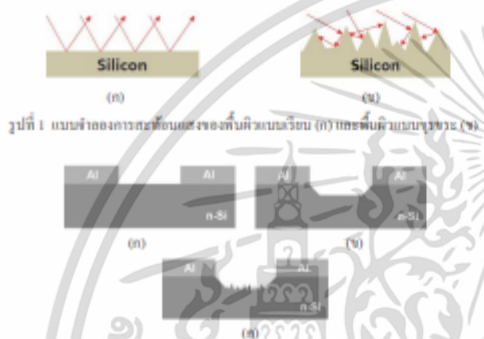 Silicon
Silicon
(ก)
(ข)
รูปที่ 1 แบบจำลองการสะท้อนแสงของพื้นผิวแบบเรียบ (ก) และพื้นผิวแบบขรุขระ (ข)
Al
Al
Al
Al
n-Si
n-Si
(ก)
(ข)
Al
Al
n-Si
(ค)